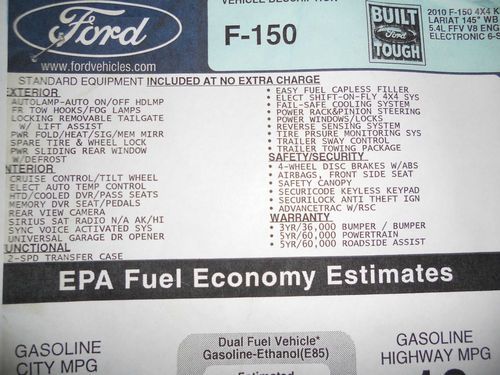 VEHICLE DESCRIPTION
Ford
www.fordvehicles.com
F-150
BUILT
Ford
TOUGH
2010 F-150 4X4
LARIAT 145" WB
5.4L FFV V8 ENG
ELECTRONIC 6-S
STANDARD EQUIPMENT INCLUDED AT NO EXTRA CHARGE
EXTERIOR
AUTOLAMP-AUTO ON/OFF HDLMP
FR TOW HOOKS/FOG LAMPS
LOCKING REMOVABLE TAILGATE
W/ LIFT ASSIST
PWR FOLD/HEAT/SIG/MEM MIRR
SPARE TIRE & WHEEL LOCK
PWR SLIDING REAR WINDOW
W/DEFROST
INTERIOR
CRUISE CONTROL/TILT WHEEL
ELECT AUTO TEMP CONTROL
HTD/COOLED DVR/PASS SEATS
MEMORY DVR SEAT/PEDALS
REAR VIEW CAMERA
SIRIUS SAT RADIO N/A AK/HI
SYNC VOICE ACTIVATED SYS
UNIVERSAL GARAGE DR OPENER
UNCTIONAL
2-SPD TRANSFER CASE
• EASY FUEL CAPLESS FILLER
• ELECT SHIFT-ON-FLY 4X4 SYS
• FAIL-SAFE COOLING SYSTEM
• POWER RACK&PINION STEERING
• POWER WINDOWS/LOCKS
• REVERSE SENSING SYSTEM
• TIRE PRSURE MONITORING SYS
• TRAILER SWAY CONTROL
• TRAILER TOWING PACKAGE
SAFETY/SECURITY
• 4-WHEEL DISC BRAKES W/ABS
• AIRBAGS, FRONT SEAT SIDE
• SAFETY CANOPY
• SECURICODE KEYLESS KEYPAD
• SECURILOCK ANTI THEFT IGN
• ADVANCETRAC W/RSC
WARRANTY
• 3YR/36,000 BUMPER / BUMPER
• 5YR/60,000 POWERTRAIN
• 5YR/60,000 ROADSIDE ASSIST
EPA Fuel Economy Estimates
GASOLINE
CITY MPG
Dual Fuel Vehicle*
Gasoline-Ethanol(E85)
Estimated
GASOLINE
HIGHWAY MPG